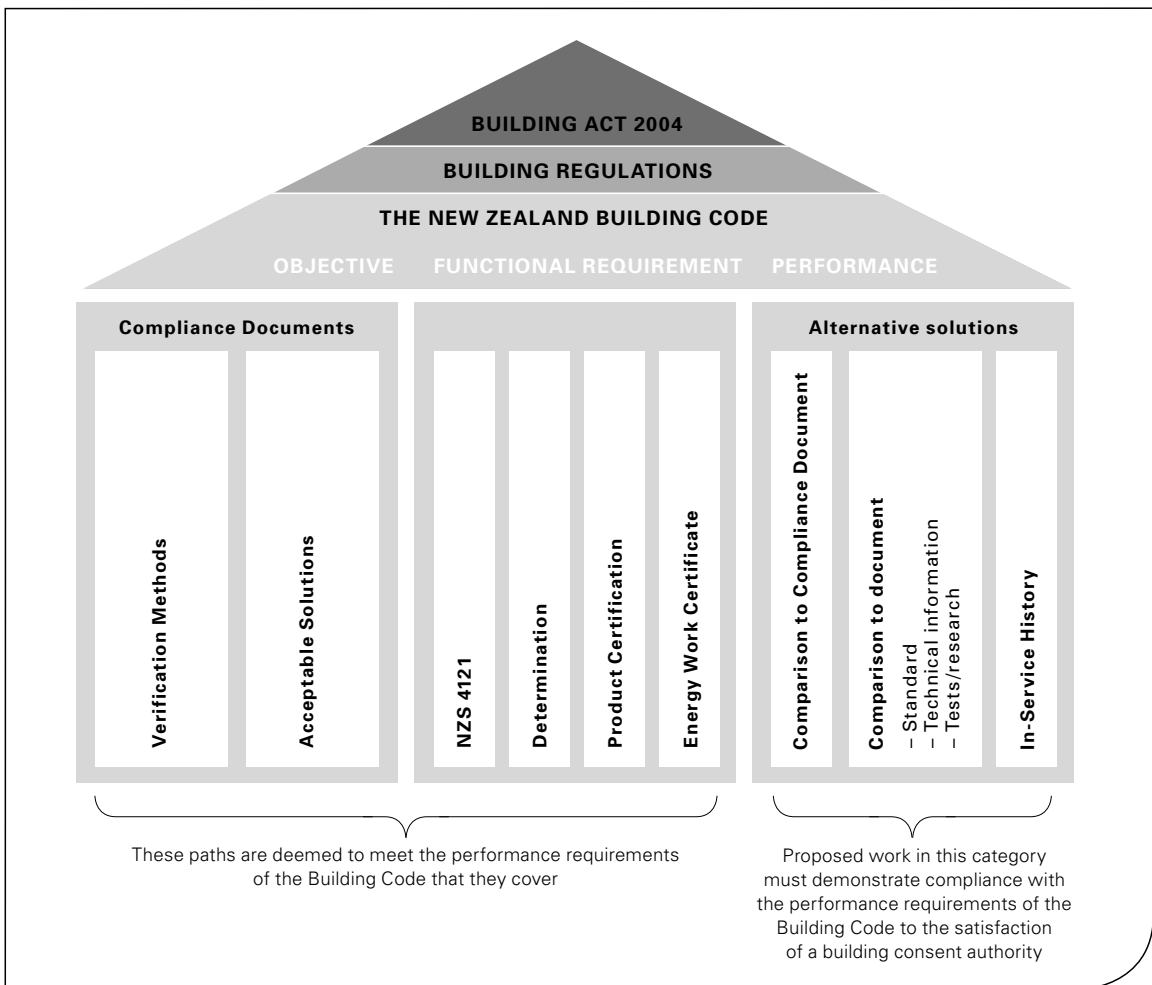 BUILDING ACT 2004
BUILDING REGULATIONS
THE NEW ZEALAND BUILDING CODE
OBJECTIVE FUNCTIONAL REQUIREMENT PERFORMANCE
Compliance Documents
Verification Methods
Acceptable Solutions
NZS 4121
Determination
Product Certification
Energy Work Certificate
Alternative solutions
Comparison to Compliance Document
Comparison to document
– Standard
– Technical information
– Tests/research
In-Service History
These paths are deemed to meet the performance requirements
of the Building Code that they cover
Proposed work in this category
must demonstrate compliance with
the performance requirements of the
Building Code to the satisfaction
of a building consent authority